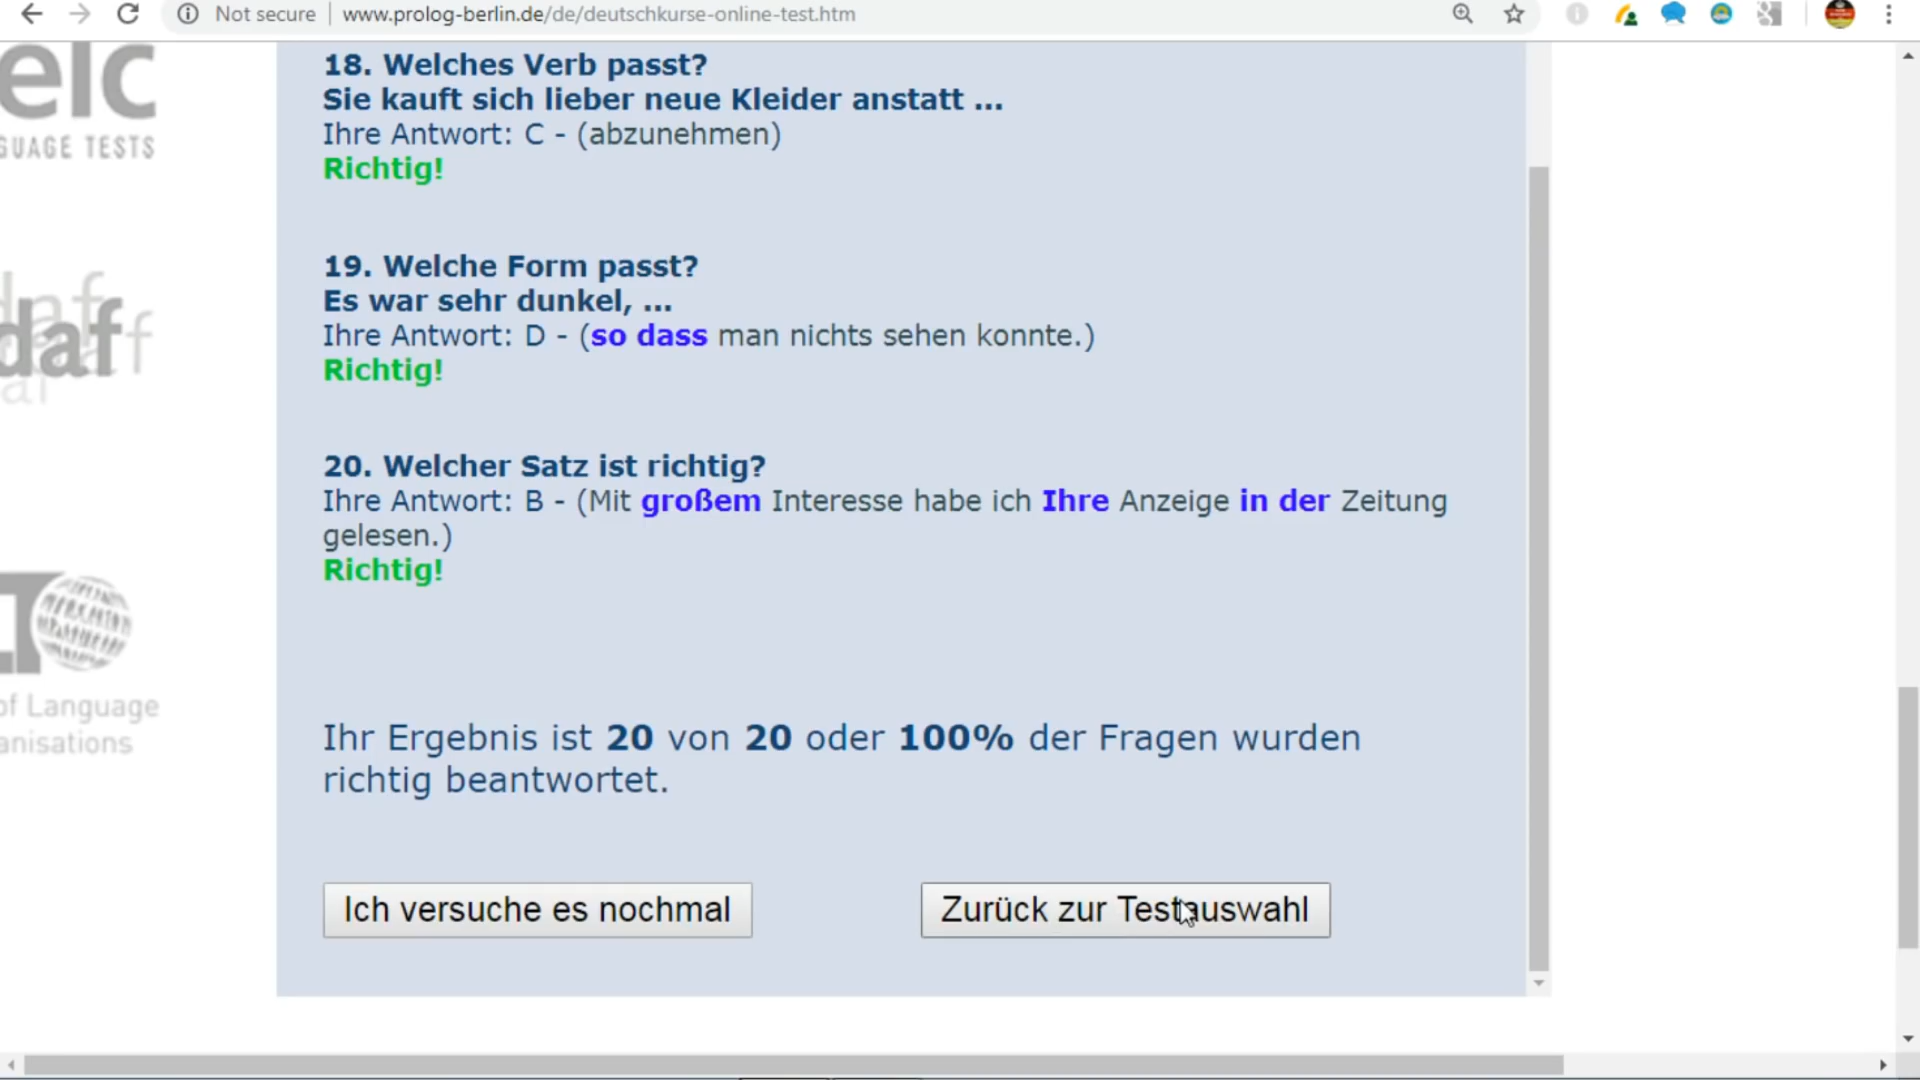 Not secure | www.prolog-berlin.de/de/deutschkurse-online-test.htm
elc
GUAGE TESTS
daf
of Language
anisations
18. Welches Verb passt?
Sie kauft sich lieber neue Kleider anstatt ...
Ihre Antwort: C - (abzunehmen)
Richtig!
19. Welche Form passt?
Es war sehr dunkel, ...
Ihre Antwort: D - (so dass man nichts sehen konnte.)
Richtig!
20. Welcher Satz ist richtig?
Ihre Antwort: B - (Mit großem Interesse habe ich Ihre Anzeige in der Zeitung
gelesen.)
Richtig!
Ihr Ergebnis ist 20 von 20 oder 100% der Fragen wurden
richtig beantwortet.
Ich versuche es nochmal
Zurück zur Testauswahl